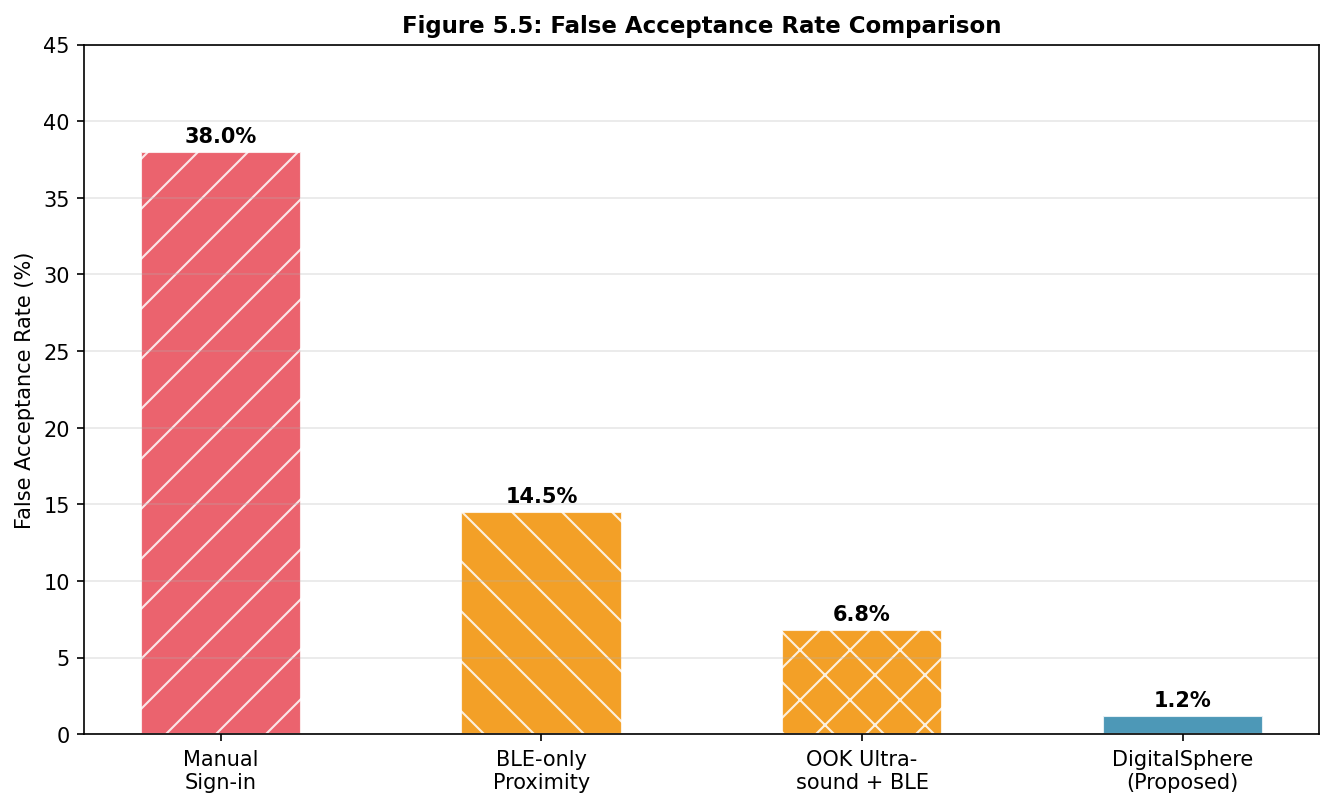 Figure 5.5: False Acceptance Rate Comparison
False Acceptance Rate (%)
45
40
35
30
25
20
15
10
5
0
38.0%
14.5%
6.8%
1.2%
Manual
Sign-in
BLE-only
Proximity
OOK Ultra-
sound + BLE
DigitalSphere
(Proposed)